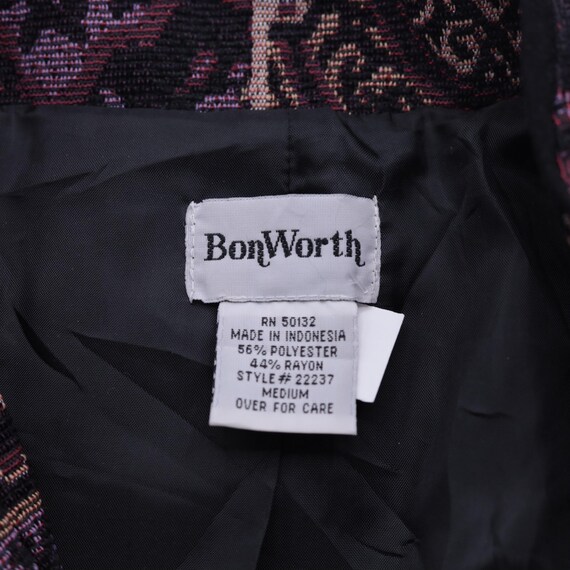 BonWorth
RN 50132
MADE IN INDONESIA
56% POLYESTER
44% RAYON
STYLE# 22237
MEDIUM
OVER FOR CARE